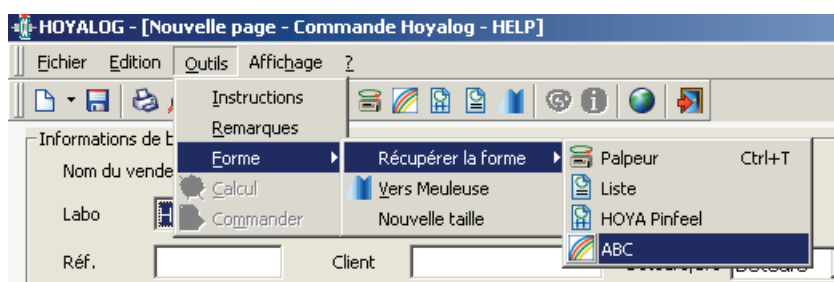 HOYALOG - [Nouvelle page - Commande Hoyalog - HELP]
Fichier Edition Outils Affichage ?
Instructions
Remarques
Informations de b
Forme Récupérer la forme Palpeur Ctrl+T
Nom du vende
Calcul Vers Meuleuse Liste
Labo H Commander Nouvelle taille HOYA Pinfeel
ABC
Réf. Client